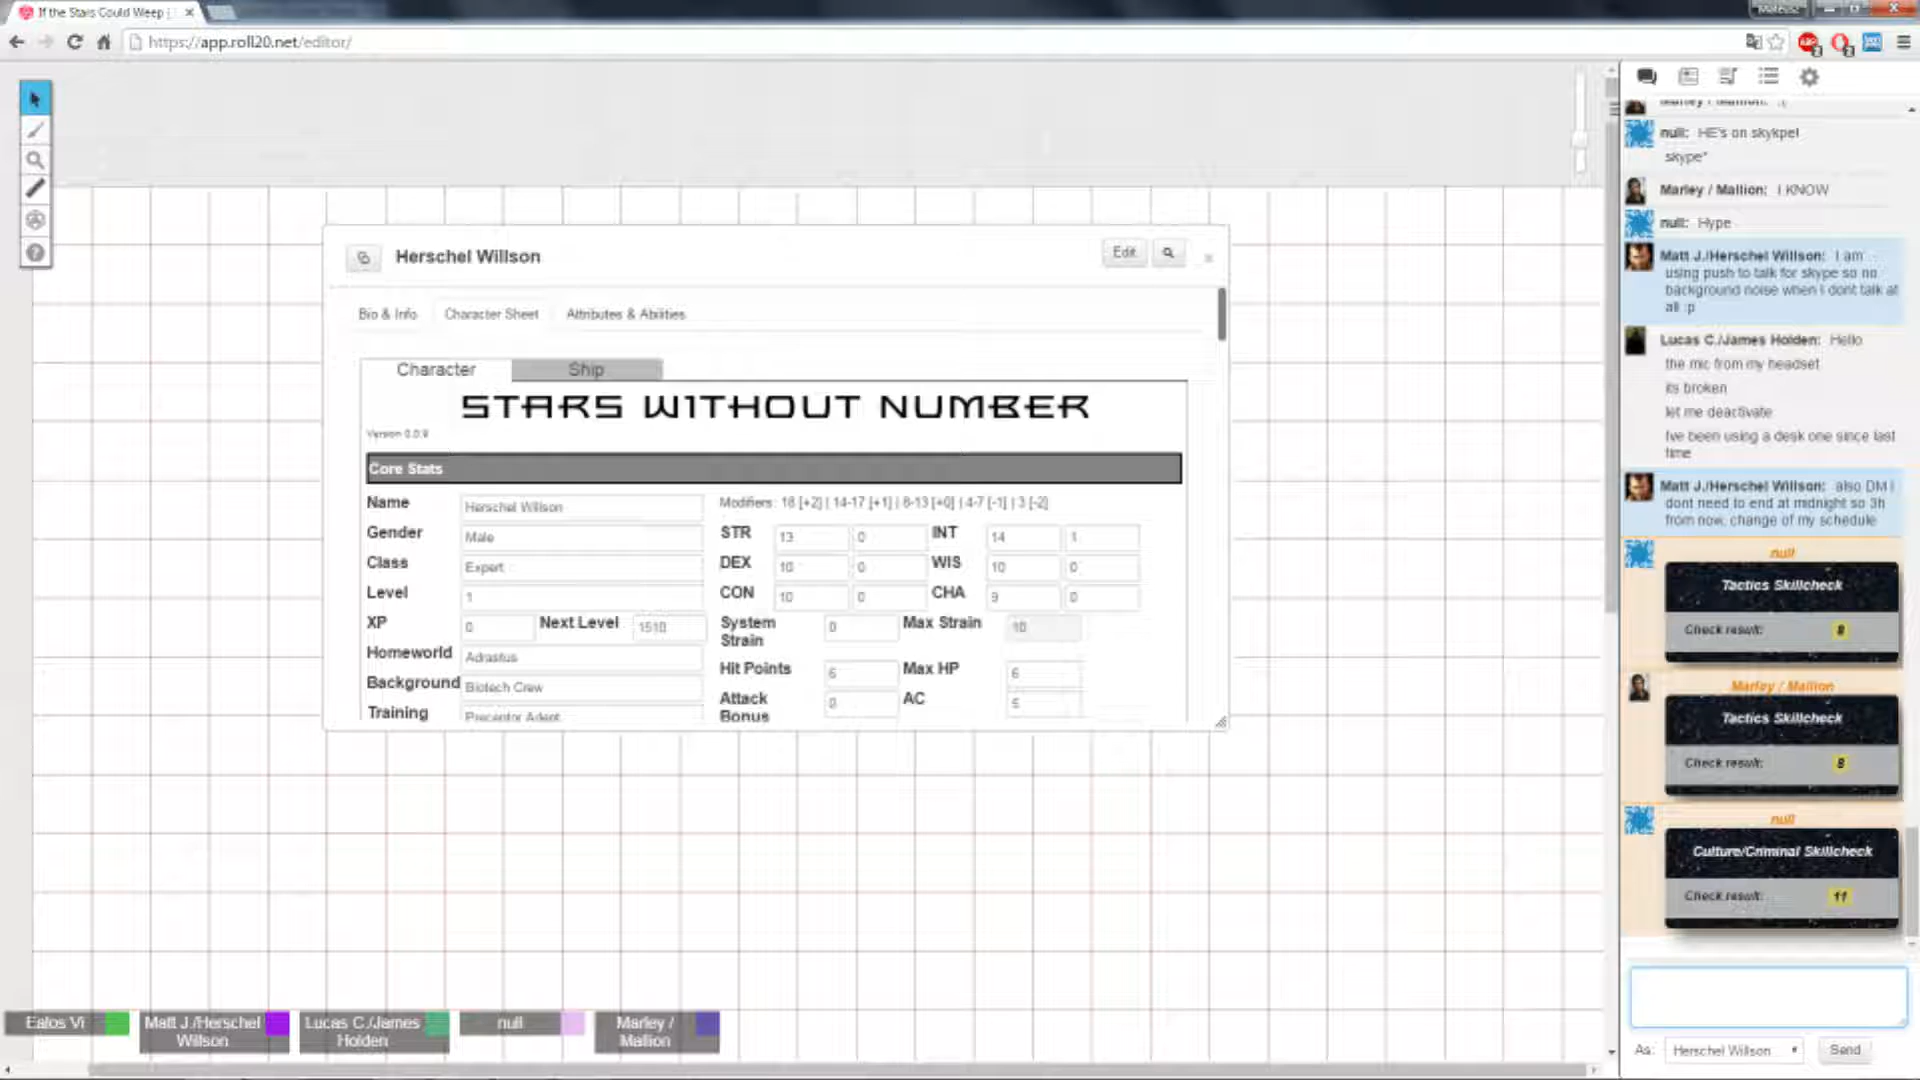 If the Stars Could Weep |
Mateusz
https://app.roll20.net/editor/
Herschel Willson
Edit
Bio & Info
Character Sheet
Attributes & Abilities
Character
Ship
STARS WITHOUT NUMBER
Version 0.0.9
Core Stats
Name Herschel Willson
Modifiers : 18 [+2] | 14-17 [+1] | 8-13 [+0] | 4-7 [-1] | 3 [-2]
Gender Male
STR 13 0 INT 14 1
Class Expert
DEX 10 0 WIS 10 0
Level 1
CON 10 0 CHA 9 0
XP 0 Next Level 1510
System Strain 0 Max Strain 10
Homeworld Adrastus
Hit Points 6 Max HP 6
Background Biotech Crew
Attack Bonus 0 AC 5
Training Preceptor Adept
Marley / Mallion: :(
null: HE's on skykpe!
skype*
Marley / Mallion: I KNOW
null: Hype
Matt J./Herschel Willson: I am
using push to talk for skype so no
background noise when I dont talk at
all :p
Lucas C./James Holden: Hello
the mic from my headset
its broken
let me deactivate
Ive been using a desk one since last
time
Matt J./Herschel Willson: also DM I
dont need to end at midnight so 3h
from now, change of my schedule
null
Tactics Skillcheck
Check result: 8
Marley / Mallion
Tactics Skillcheck
Check result: 8
null
Culture/Criminal Skillcheck
Check result: 11
As: Herschel Willson
Send
Ealos Vi
Matt J./Herschel
Willson
Lucas C./James
Holden
null
Marley /
Mallion